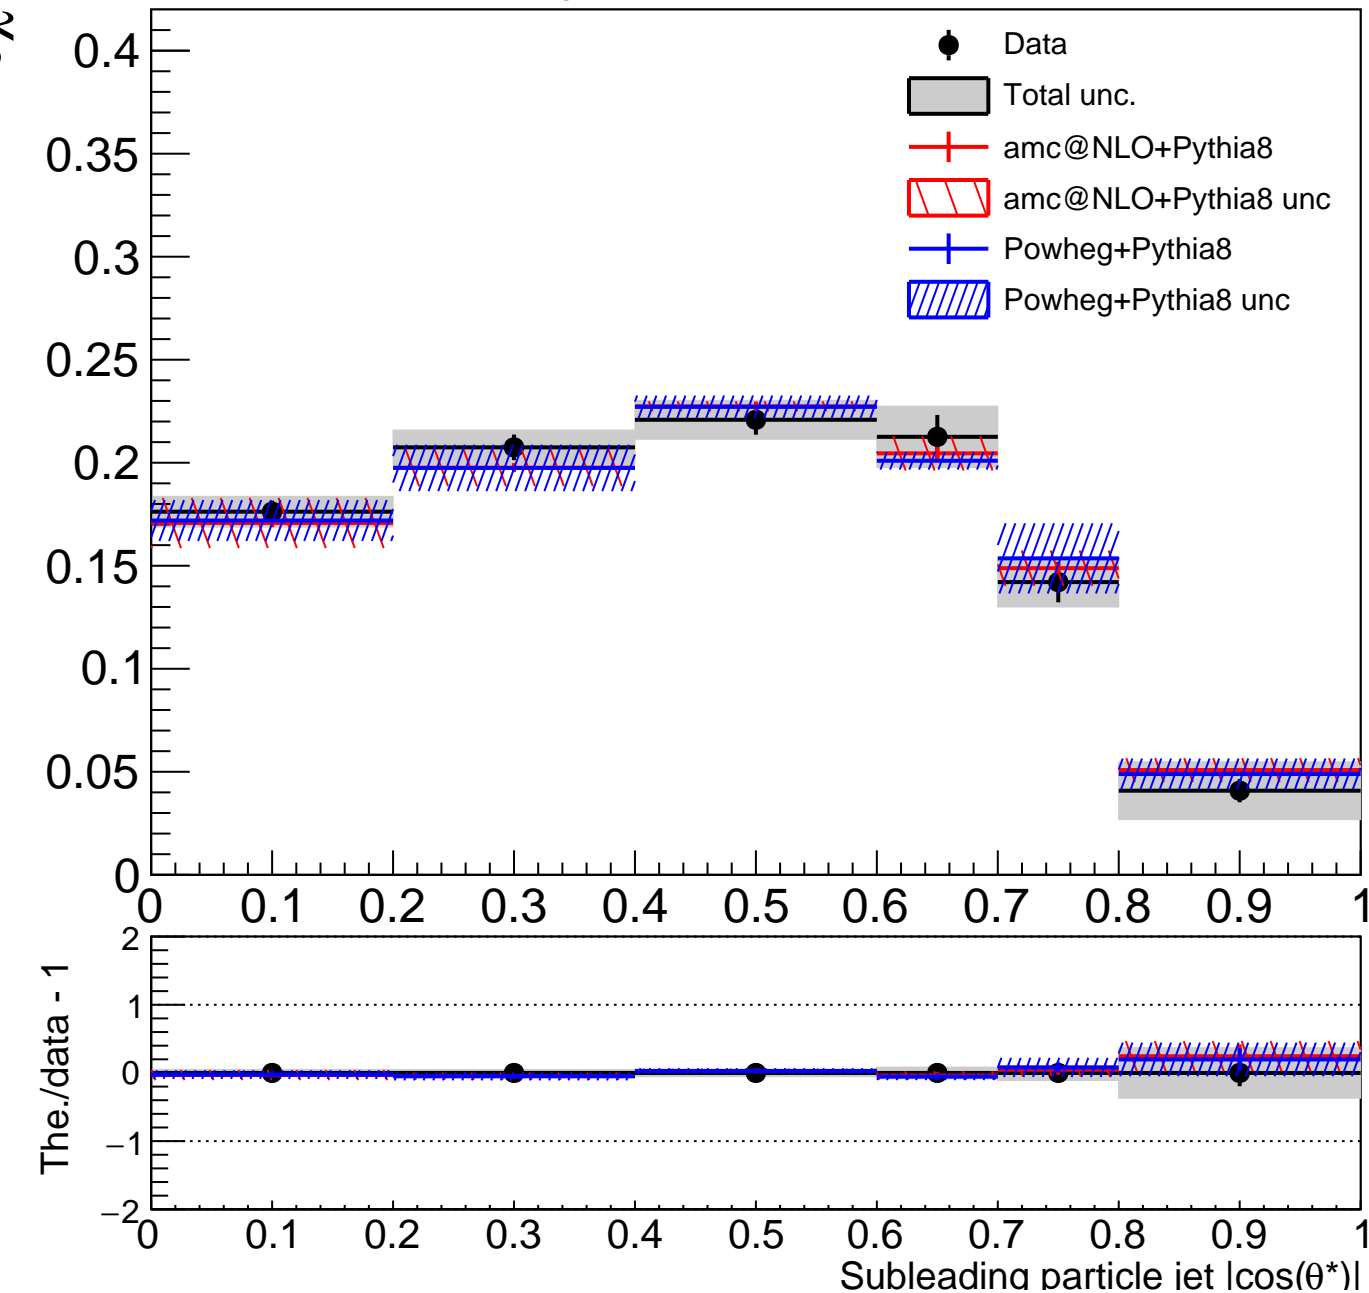 0.4
0.35
0.3
0.25
0.2
0.15
0.1
0.05
0
Data
Total unc.
amc@NLO+Pythia8
amc@NLO+Pythia8 unc
Powheg+Pythia8
Powheg+Pythia8 unc
0 0.1 0.2 0.3 0.4 0.5 0.6 0.7 0.8 0.9 1
2
1
0
−1
−2
The./data - 1
0 0.1 0.2 0.3 0.4 0.5 0.6 0.7 0.8 0.9 1
Subleading particle jet |cos(θ*)|